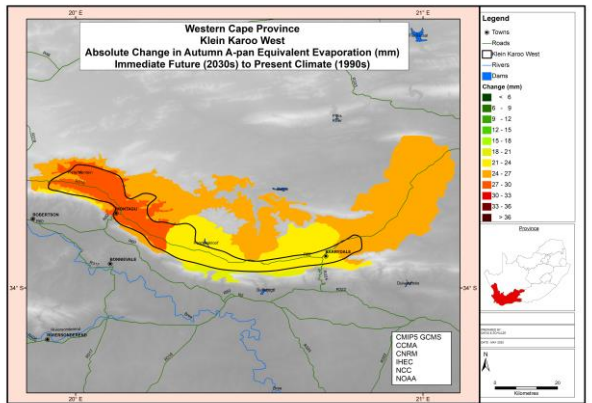 20° E
21° E
Western Cape Province
Klein Karoo West
Absolute Change in Autumn A-pan Equivalent Evaporation (mm)
Immediate Future (2030s) to Present Climate (1990s)
ROBERTSON
MONTAGU
BONNIEVALE
BARRYDALE
34° S
34° S
CMIP5 GCMS
CCMA
CNRM
IHEC
NCC
NOAA
20° E
21° E
Legend
Towns
Roads
Klein Karoo West
Rivers
Dams
Change (mm)
< 6
6 - 9
9 - 12
12 - 15
15 - 18
18 - 21
21 - 24
24 - 27
27 - 30
30 - 33
33 - 36
> 36
Province
N
0
20
Kilometres